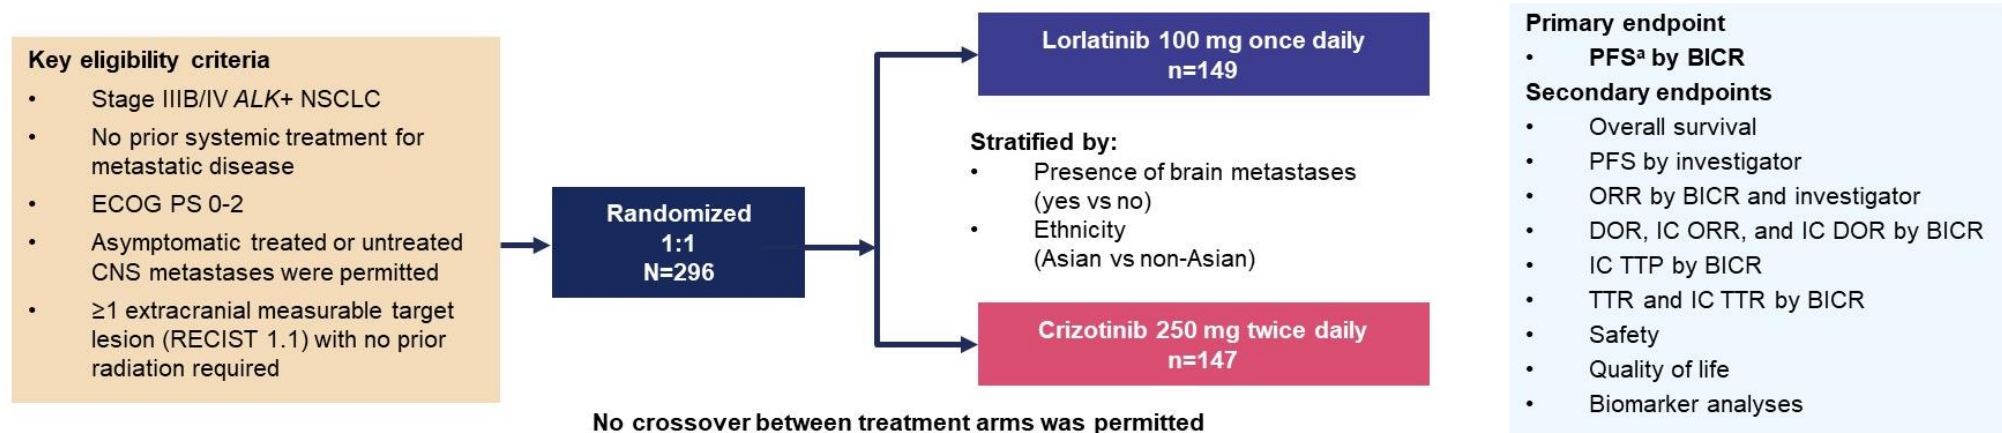 Key eligibility criteria
• Stage IIIB/IV ALK+ NSCLC
• No prior systemic treatment for
metastatic disease
• ECOG PS 0-2
• Asymptomatic treated or untreated
CNS metastases were permitted
• ≥1 extracranial measurable target
lesion (RECIST 1.1) with no prior
radiation required
Randomized
1:1
N=296
Lorlatinib 100 mg once daily
n=149
Stratified by:
• Presence of brain metastases
(yes vs no)
• Ethnicity
(Asian vs non-Asian)
Crizotinib 250 mg twice daily
n=147
No crossover between treatment arms was permitted
Primary endpoint
• PFSᵃ by BICR
Secondary endpoints
• Overall survival
• PFS by investigator
• ORR by BICR and investigator
• DOR, IC ORR, and IC DOR by BICR
• IC TTP by BICR
• TTR and IC TTR by BICR
• Safety
• Quality of life
• Biomarker analyses